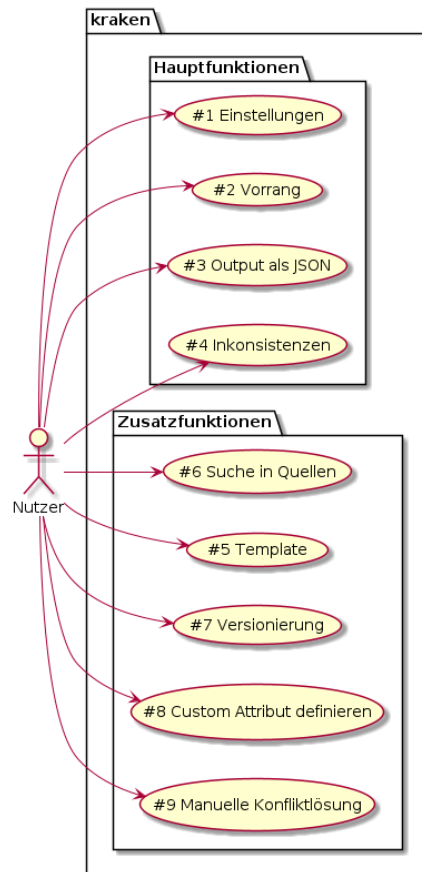 kraken
Hauptfunktionen
#1 Einstellungen
#2 Vorrang
#3 Output als JSON
#4 Inkonsistenzen
Zusatzfunktionen
#6 Suche in Quellen
Nutzer
#5 Template
#7 Versionierung
#8 Custom Attribut definieren
#9 Manuelle Konfliktlösung